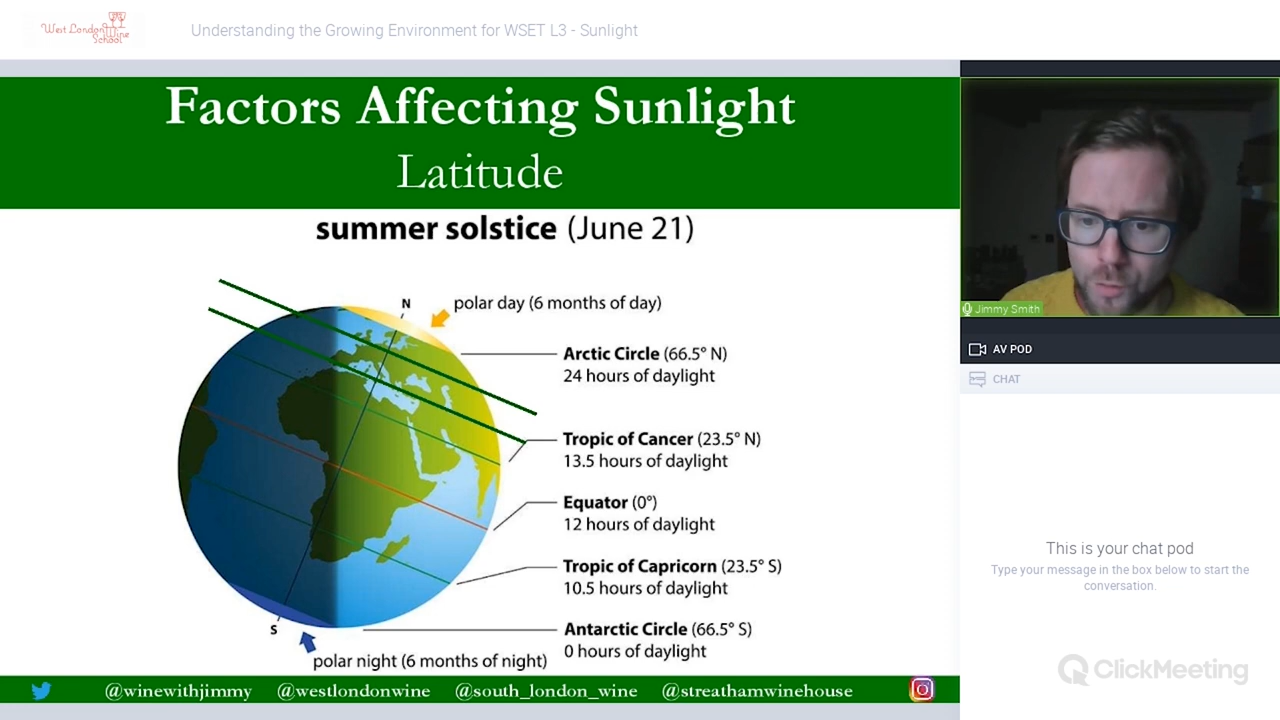 West London Wine
School
Understanding the Growing Environment for WSET L3 - Sunlight
Factors Affecting Sunlight
Latitude
summer solstice (June 21)
N
polar day (6 months of day)
Arctic Circle (66.5° N)
24 hours of daylight
Tropic of Cancer (23.5° N)
13.5 hours of daylight
Equator (0°)
12 hours of daylight
Tropic of Capricorn (23.5° S)
10.5 hours of daylight
Antarctic Circle (66.5° S)
0 hours of daylight
S
polar night (6 months of night)
@winewithjimmy @westlondonwine @south_london_wine @streathamwinehouse
Jimmy Smith
AV POD
CHAT
This is your chat pod
Type your message in the box below to start the
conversation.
ClickMeeting